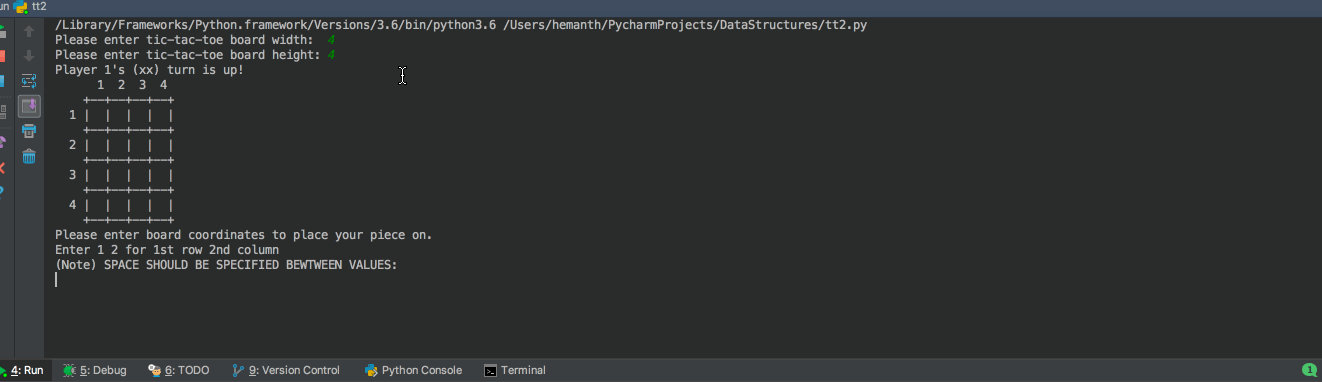 un tt2
/Library/Frameworks/Python.framework/Versions/3.6/bin/python3.6 /Users/hemanth/PycharmProjects/DataStructures/tt2.py
Please enter tic-tac-toe board width:  4
Please enter tic-tac-toe board height: 4
Player 1's (xx) turn is up!
      1  2  3  4
    +--+--+--+--+
  1 |  |  |  |  |
    +--+--+--+--+
  2 |  |  |  |  |
    +--+--+--+--+
  3 |  |  |  |  |
    +--+--+--+--+
  4 |  |  |  |  |
    +--+--+--+--+
Please enter board coordinates to place your piece on.
Enter 1 2 for 1st row 2nd column
(Note) SPACE SHOULD BE SPECIFIED BEWTWEEN VALUES:
4: Run 5: Debug 6: TODO 9: Version Control Python Console Terminal 1